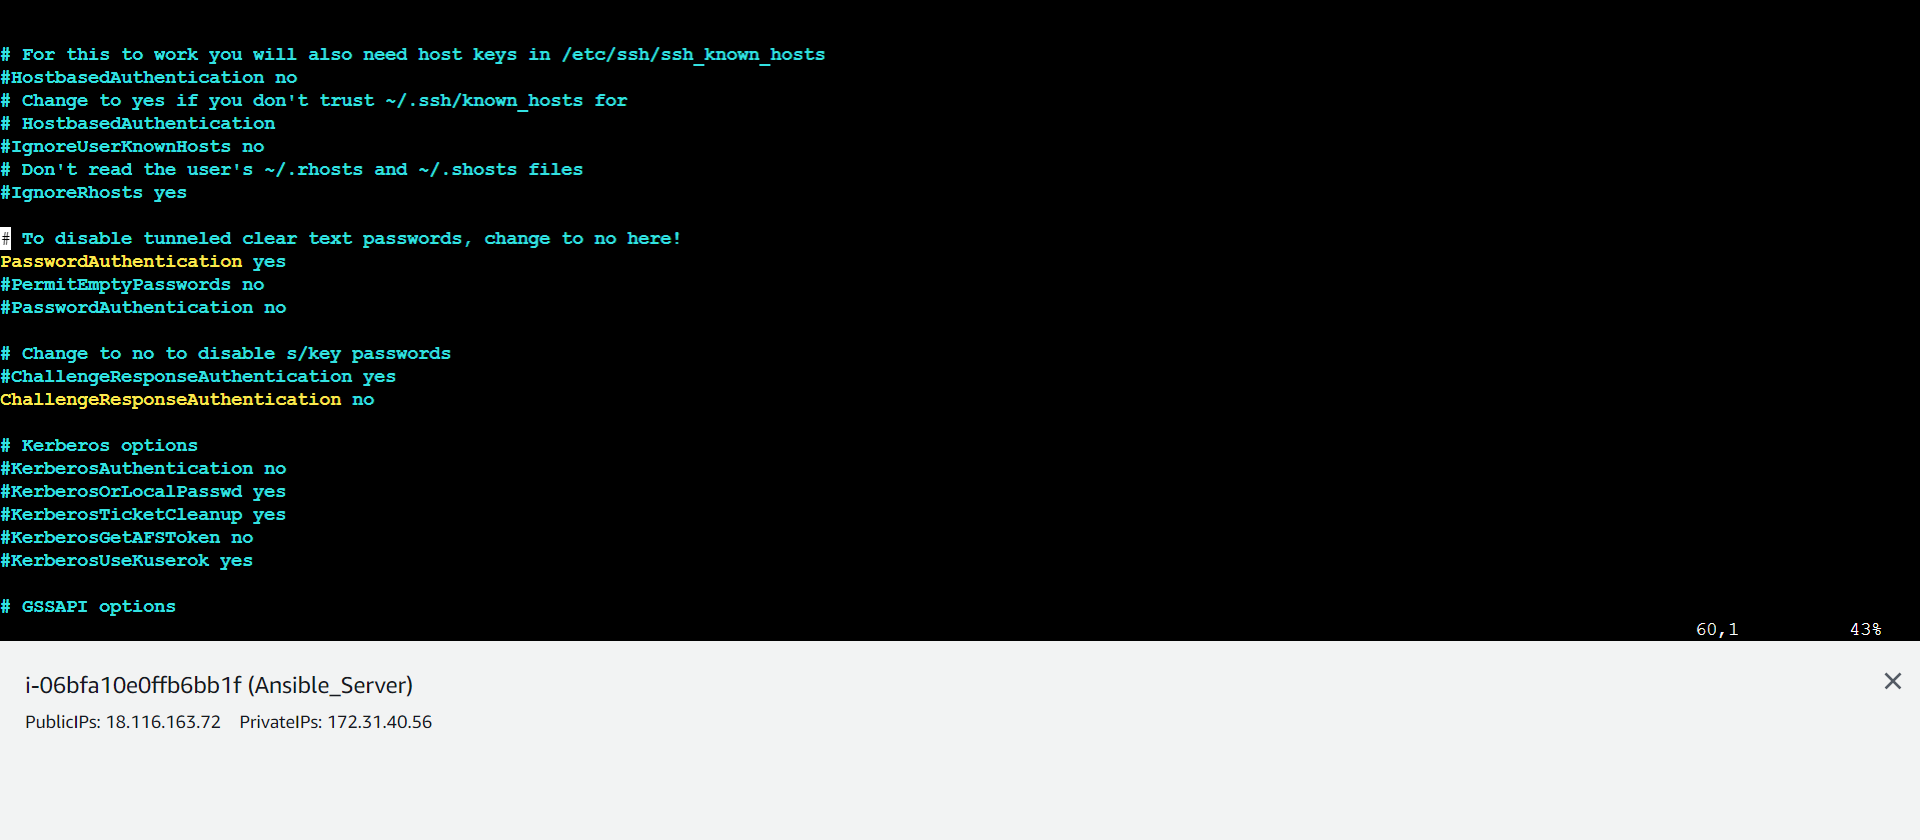 # For this to work you will also need host keys in /etc/ssh/ssh_known_hosts
#HostbasedAuthentication no
# Change to yes if you don't trust ~/.ssh/known_hosts for
# HostbasedAuthentication
#IgnoreUserKnownHosts no
# Don't read the user's ~/.rhosts and ~/.shosts files
#IgnoreRhosts yes
# To disable tunneled clear text passwords, change to no here!
PasswordAuthentication yes
#PermitEmptyPasswords no
#PasswordAuthentication no
# Change to no to disable s/key passwords
#ChallengeResponseAuthentication yes
ChallengeResponseAuthentication no
# Kerberos options
#KerberosAuthentication no
#KerberosOrLocalPasswd yes
#KerberosTicketCleanup yes
#KerberosGetAFSToken no
#KerberosUseKuserok yes
# GSSAPI options
60,1 43%
i-06bfa10e0ffb6bb1f (Ansible_Server)
PublicIPs: 18.116.163.72 PrivateIPs: 172.31.40.56